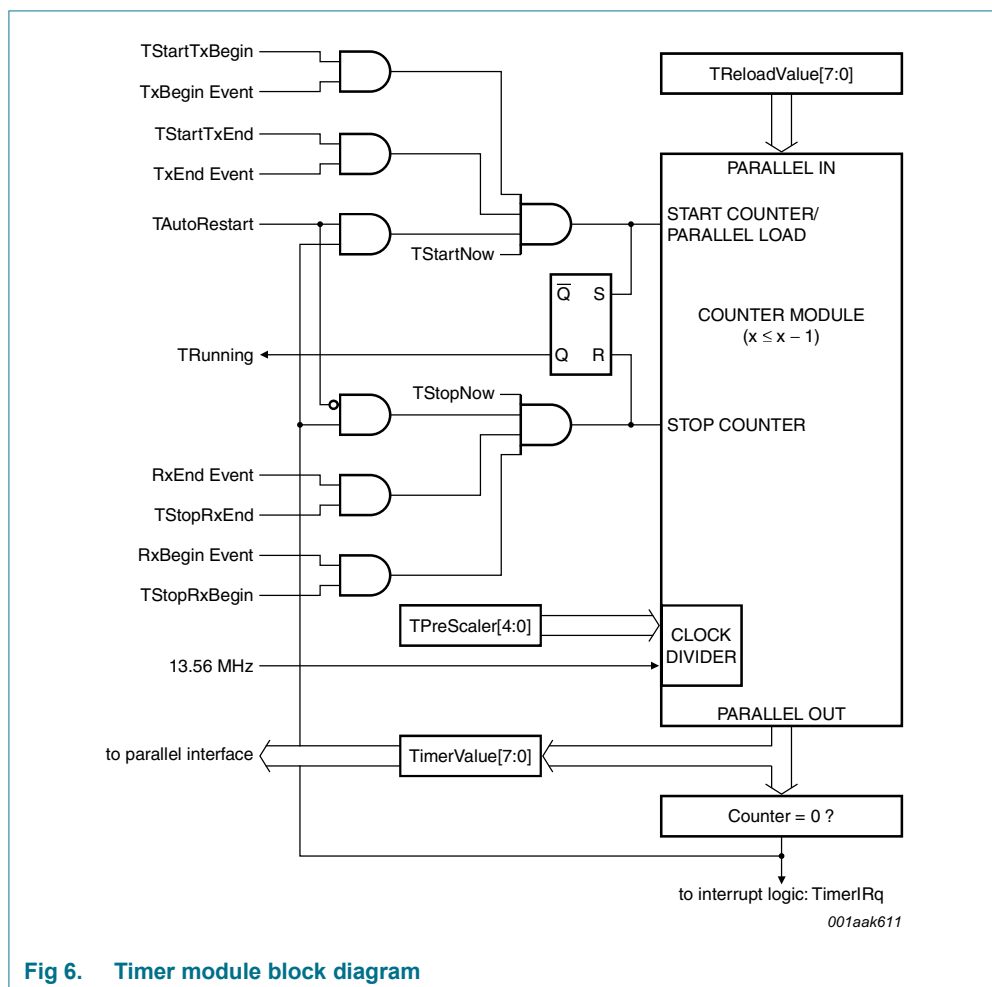 TStartTxBegin
TxBegin Event
TReloadValue[7:0]
TStartTxEnd
TxEnd Event
PARALLEL IN
TAutoRestart
START COUNTER/
PARALLEL LOAD
TStartNow
Q S
COUNTER MODULE
(x ≤ x − 1)
TRunning
Q R
TStopNow
STOP COUNTER
RxEnd Event
TStopRxEnd
RxBegin Event
TStopRxBegin
TPreScaler[4:0]
CLOCK
DIVIDER
13.56 MHz
PARALLEL OUT
to parallel interface
TimerValue[7:0]
Counter = 0 ?
to interrupt logic: TimerIRq
001aak611
Fig 6. Timer module block diagram